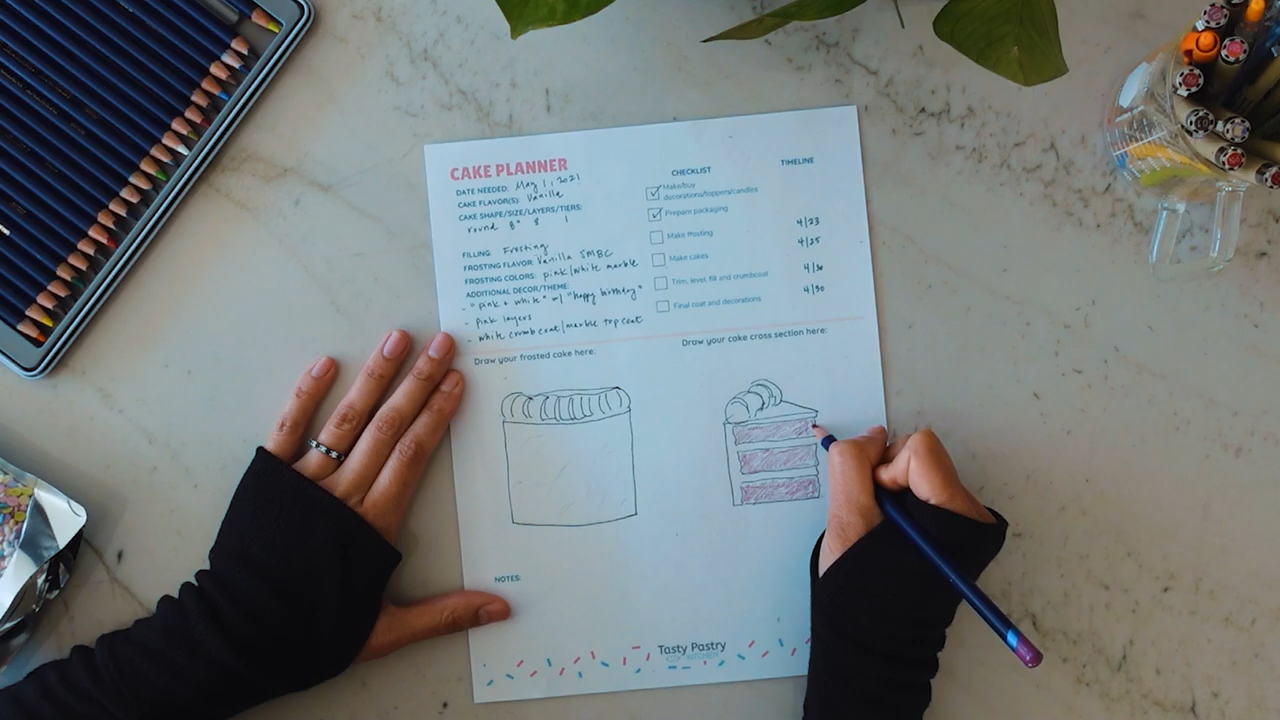 CAKE PLANNER
DATE NEEDED: May 1, 2021
CAKE FLAVOR(S): Vanilla
CAKE SHAPE/SIZE/LAYERS/TIERS:
round 8" 3 1
FILLING: Frosting
FROSTING FLAVOR: Vanilla SMBC
FROSTING COLORS: pink/white marble
ADDITIONAL DECOR/THEME:
- "pink + white" w/ "happy birthday"
- pink layers
- white crumb coat/marble top coat
CHECKLIST
TIMELINE
Make/buy
decorations/toppers/candles
Prepare packaging
Make frosting
4/23
Make cakes
4/25
Trim, level, fill and crumbcoat
4/30
Final coat and decorations
4/30
Draw your frosted cake here:
Draw your cake cross section here:
NOTES:
Tasty Pastry
KITCHEN